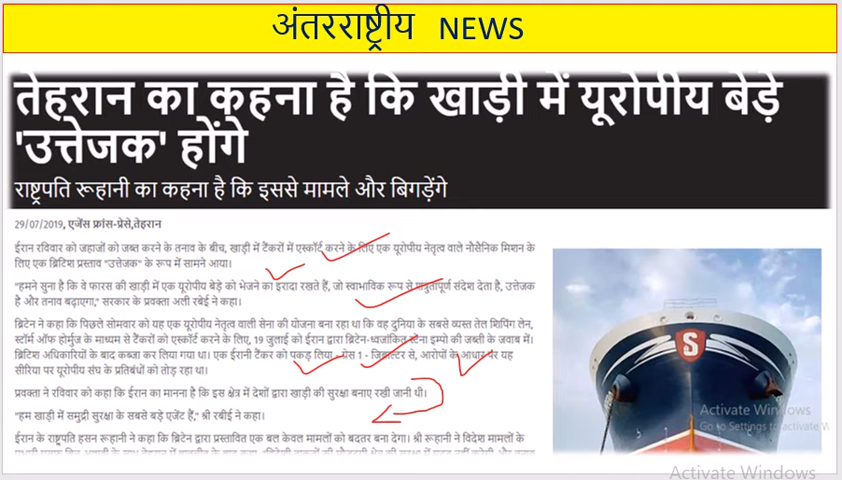 अंतरराष्ट्रीय NEWS
तेहरान का कहना है कि खाड़ी में यूरोपीय बेड़े
'उत्तेजक' होंगे
राष्ट्रपति रूहानी का कहना है कि इससे मामले और बिगड़ेंगे
29/07/2019, एजेंस फ्रांस-प्रेसे,तेहरान
ईरान रविवार को जहाजों को जब्त करने के तनाव के बीच, खाड़ी में टैंकरों में एस्कॉर्ट करने के लिए एक यूरोपीय नेतृत्व वाले नौसैनिक मिशन के
लिए एक ब्रिटिश प्रस्ताव "उत्तेजक" के रूप में सामने आया।
"हमने सुना है कि वे फारस की खाड़ी में एक यूरोपीय बेड़े को भेजने का इरादा रखते हैं, जो स्वाभाविक रूप से शत्रुतापूर्ण संदेश देता है, उत्तेजक
है और तनाव बढ़ाएगा," सरकार के प्रवक्ता अली रबेई ने कहा।
ब्रिटेन ने कहा कि पिछले सोमवार को यह एक यूरोपीय नेतृत्व वाली सेना की योजना बना रहा था कि वह दुनिया के सबसे व्यस्त तेल शिपिंग लेन,
स्टॉर्म ऑफ होर्मुज के माध्यम से टैंकरों को एस्कॉर्ट करने के लिए, 19 जुलाई को ईरान द्वारा ब्रिटेन-ध्वजांकित स्टेना इम्पो की जब्ती के जवाब में।
ब्रिटिश अधिकारियों के बाद कब्जा कर लिया गया था। एक ईरानी टैंकर को पकड़ लिया - ग्रेस 1 - जिब्राल्टर से, आरोपों के आधार पर यह
सीरिया पर यूरोपीय संघ के प्रतिबंधों को तोड़ रहा था।
प्रवक्ता ने रविवार को कहा कि ईरान का मानना है कि इस क्षेत्र में देशों द्वारा खाड़ी की सुरक्षा बनाए रखी जानी थी।
"हम खाड़ी में समुद्री सुरक्षा के सबसे बड़े एजेंट हैं," श्री रबीई ने कहा।
ईरान के राष्ट्रपति हसन रूहानी ने कहा कि ब्रिटेन द्वारा प्रस्तावित एक बल केवल मामलों को बदतर बना देगा। श्री रूहानी ने विदेश मामलों के
S
Activate Windows
Go to Settings to activate W
Activate Windows